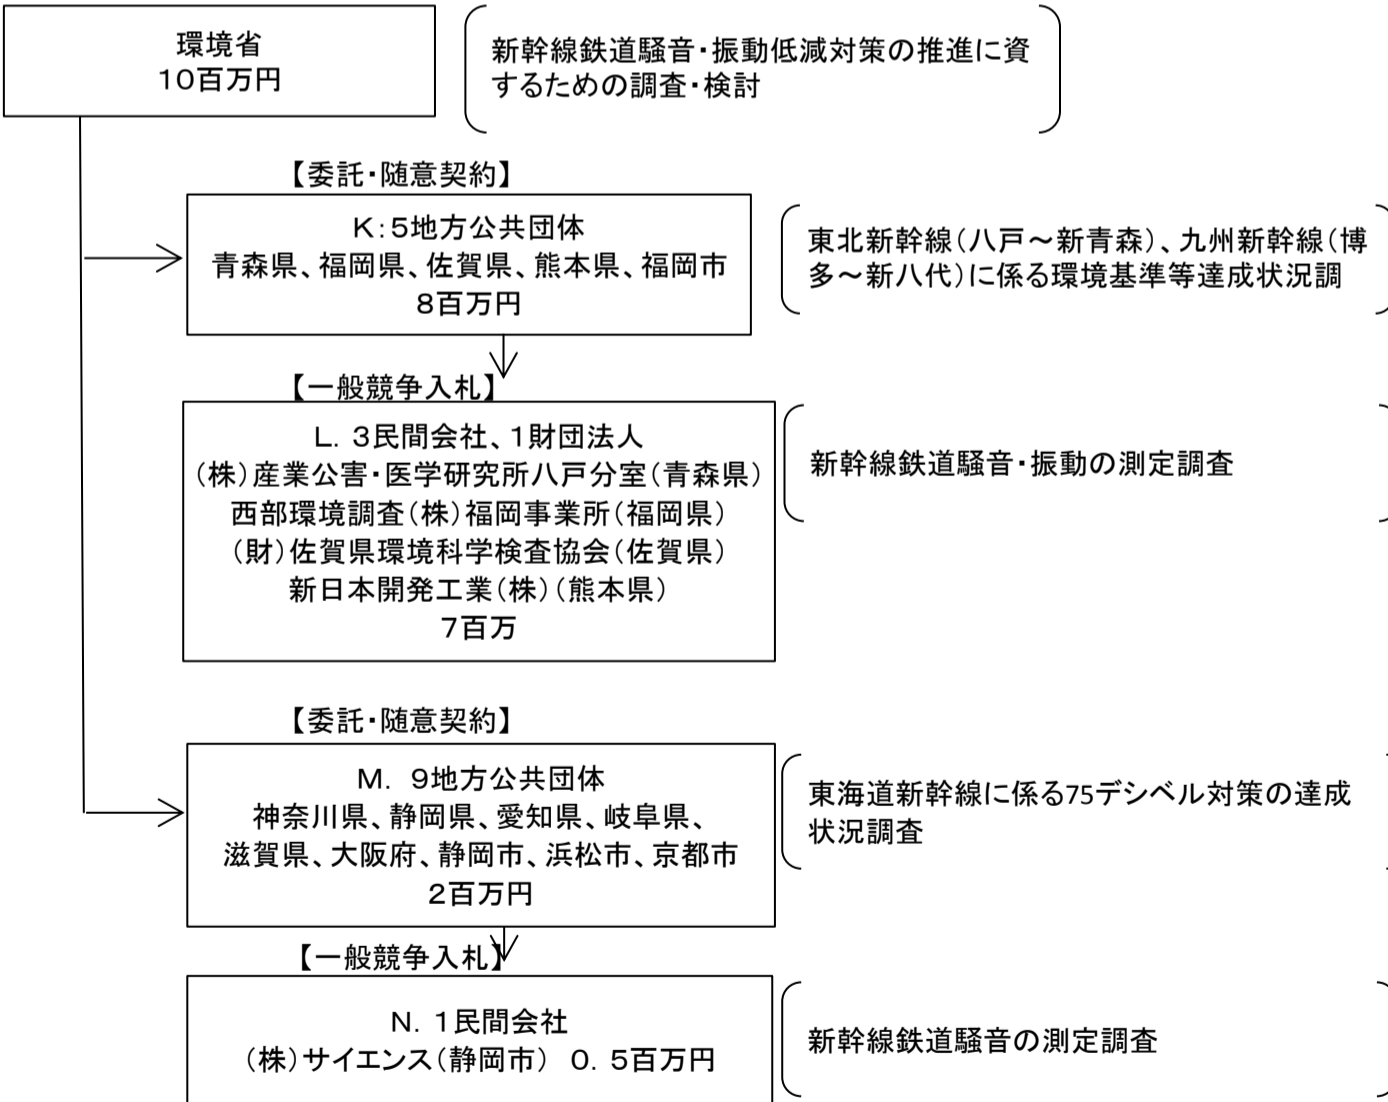 環境省
10百万円
新幹線鉄道騒音・振動低減対策の推進に資
するための調査・検討
【委託・随意契約】
K:5地方公共団体
青森県、福岡県、佐賀県、熊本県、福岡市
8百万円
東北新幹線(八戸～新青森)、九州新幹線(博
多～新八代)に係る環境基準等達成状況調
【一般競争入札】
L. 3民間会社、1財団法人
(株)産業公害・医学研究所八戸分室(青森県)
西部環境調査(株)福岡事業所(福岡県)
(財)佐賀県環境科学検査協会(佐賀県)
新日本開発工業(株)(熊本県)
7百万
新幹線鉄道騒音・振動の測定調査
【委託・随意契約】
M. 9地方公共団体
神奈川県、静岡県、愛知県、岐阜県、
滋賀県、大阪府、静岡市、浜松市、京都市
2百万円
東海道新幹線に係る75デシベル対策の達成
状況調査
【一般競争入札】
N. 1民間会社
(株)サイエンス(静岡市) 0. 5百万円
新幹線鉄道騒音の測定調査